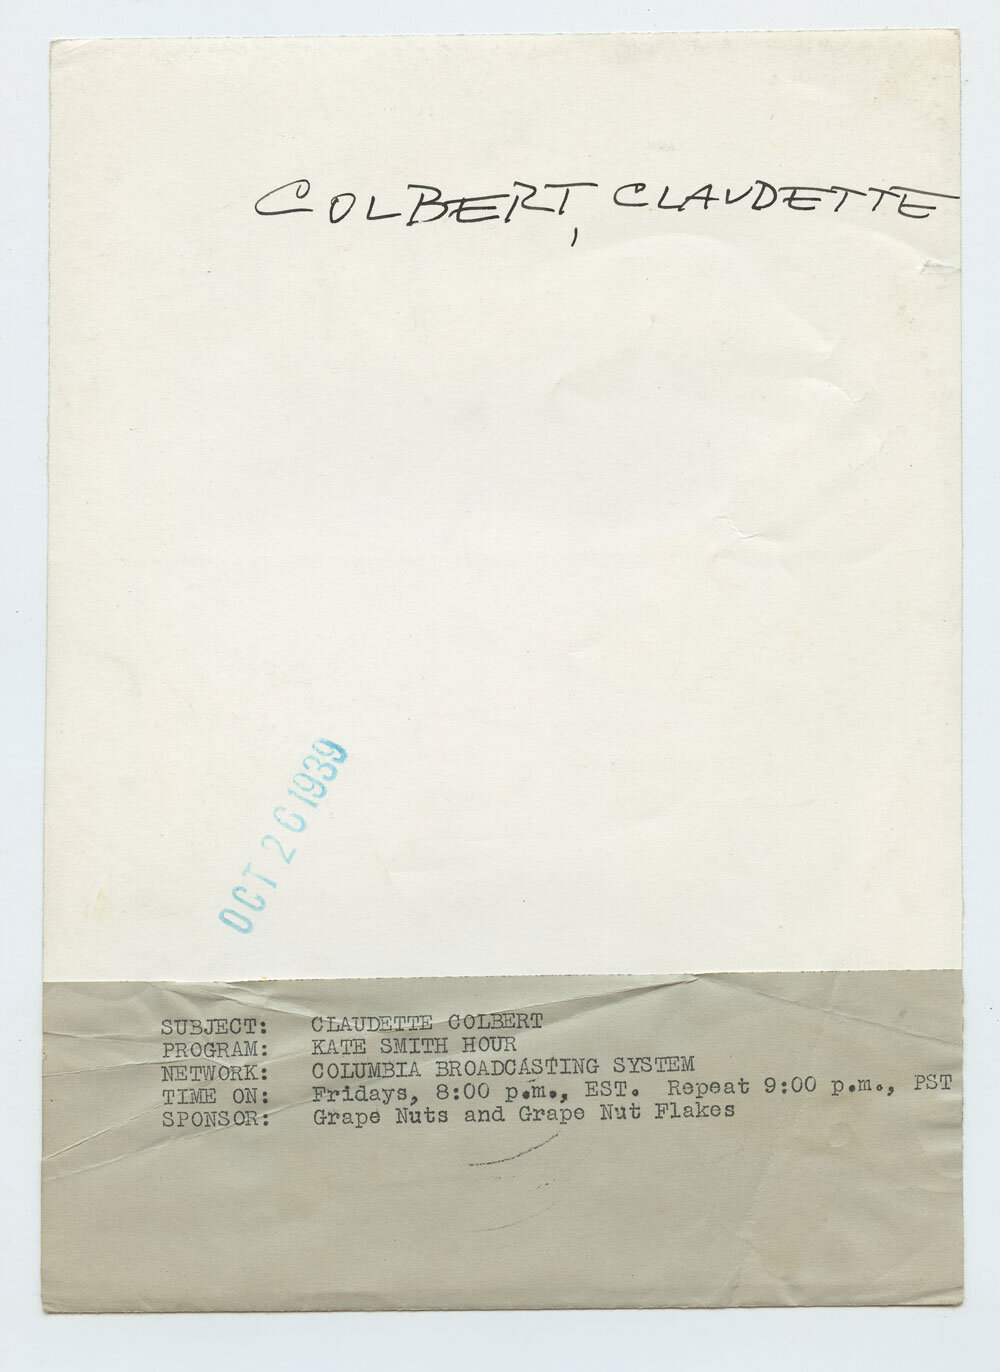 COLBERT, CLAUDETTE
OCT 26 1939
SUBJECT: CLAUDETTE COLBERT
PROGRAM: KATE SMITH HOUR
NETWORK: COLUMBIA BROADCASTING SYSTEM
TIME ON: Fridays, 8:00 p.m., EST. Repeat 9:00 p.m., PST
SPONSOR: Grape Nuts and Grape Nut Flakes